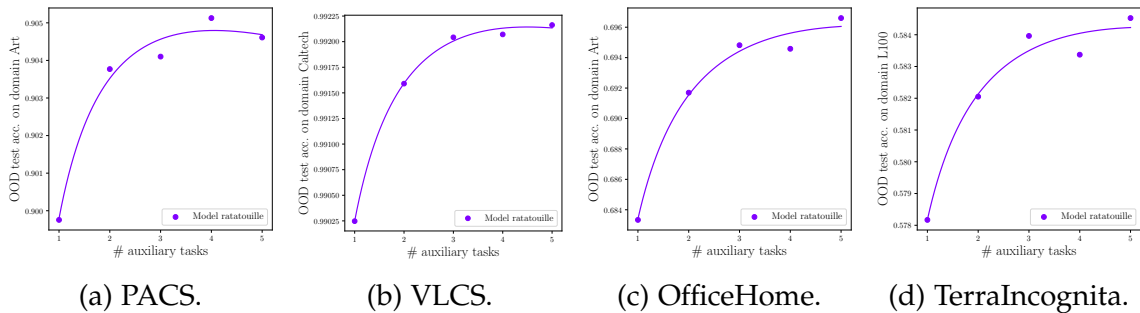 OOD test acc. on domain Art
0.905
0.904
0.903
0.902
0.901
0.900
Model ratatouille
1 2 3 4 5
# auxiliary tasks
(a) PACS.
OOD test acc. on domain Caltech
0.99225
0.99200
0.99175
0.99150
0.99125
0.99100
0.99075
0.99050
0.99025
Model ratatouille
1 2 3 4 5
# auxiliary tasks
(b) VLCS.
OOD test acc. on domain Art
0.696
0.694
0.692
0.690
0.688
0.686
0.684
Model ratatouille
1 2 3 4 5
# auxiliary tasks
(c) OfficeHome.
OOD test acc. on domain L100
0.584
0.583
0.582
0.581
0.580
0.579
0.578
Model ratatouille
1 2 3 4 5
# auxiliary tasks
(d) TerraIncognita.